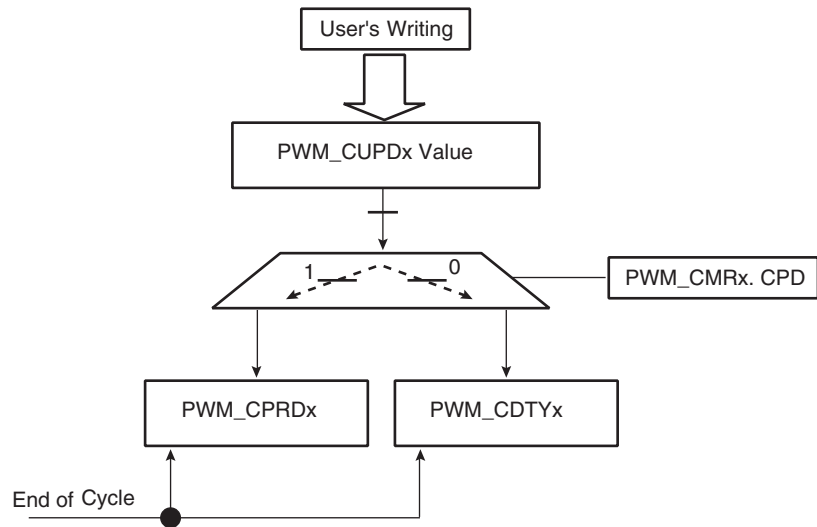 User's Writing
PWM_CUPDx Value
1
0
PWM_CMRx. CPD
PWM_CPRDx
PWM_CDTYx
End of Cycle